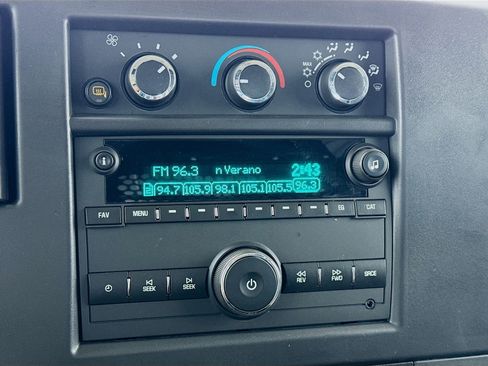 MAX
FM 96.3 n Verano 2:43
94.7 105.9 98.1 105.1 105.5 96.3
FAV MENU EQ CAT
SEEK SEEK REV FWD SRCE